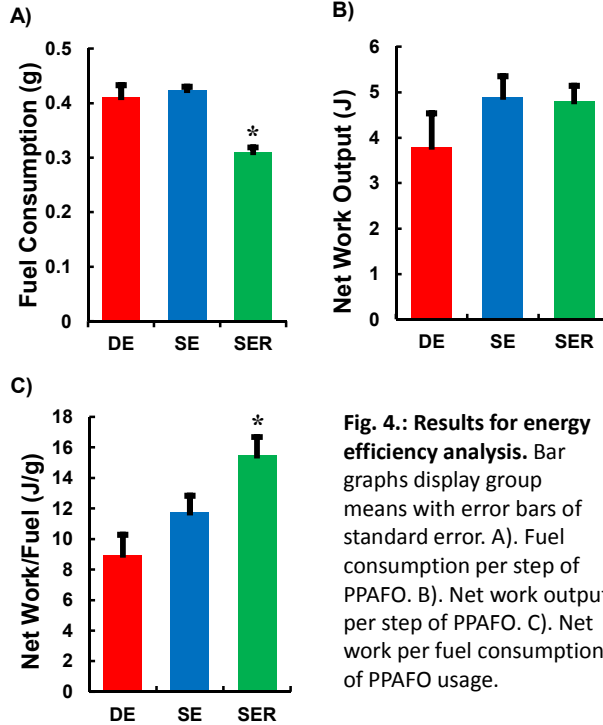 A)
Fuel Consumption (g)
0.5
0.4
0.3
0.2
0.1
0
*
DE SE SER
B)
Net Work Output (J)
6
5
4
3
2
1
0
DE SE SER
C)
Net Work/Fuel (J/g)
18
16
14
12
10
8
6
4
2
0
*
DE SE SER
Fig. 4.: Results for energy
efficiency analysis. Bar
graphs display group
means with error bars of
standard error. A). Fuel
consumption per step of
PPAFO. B). Net work output
per step of PPAFO. C). Net
work per fuel consumption
of PPAFO usage.